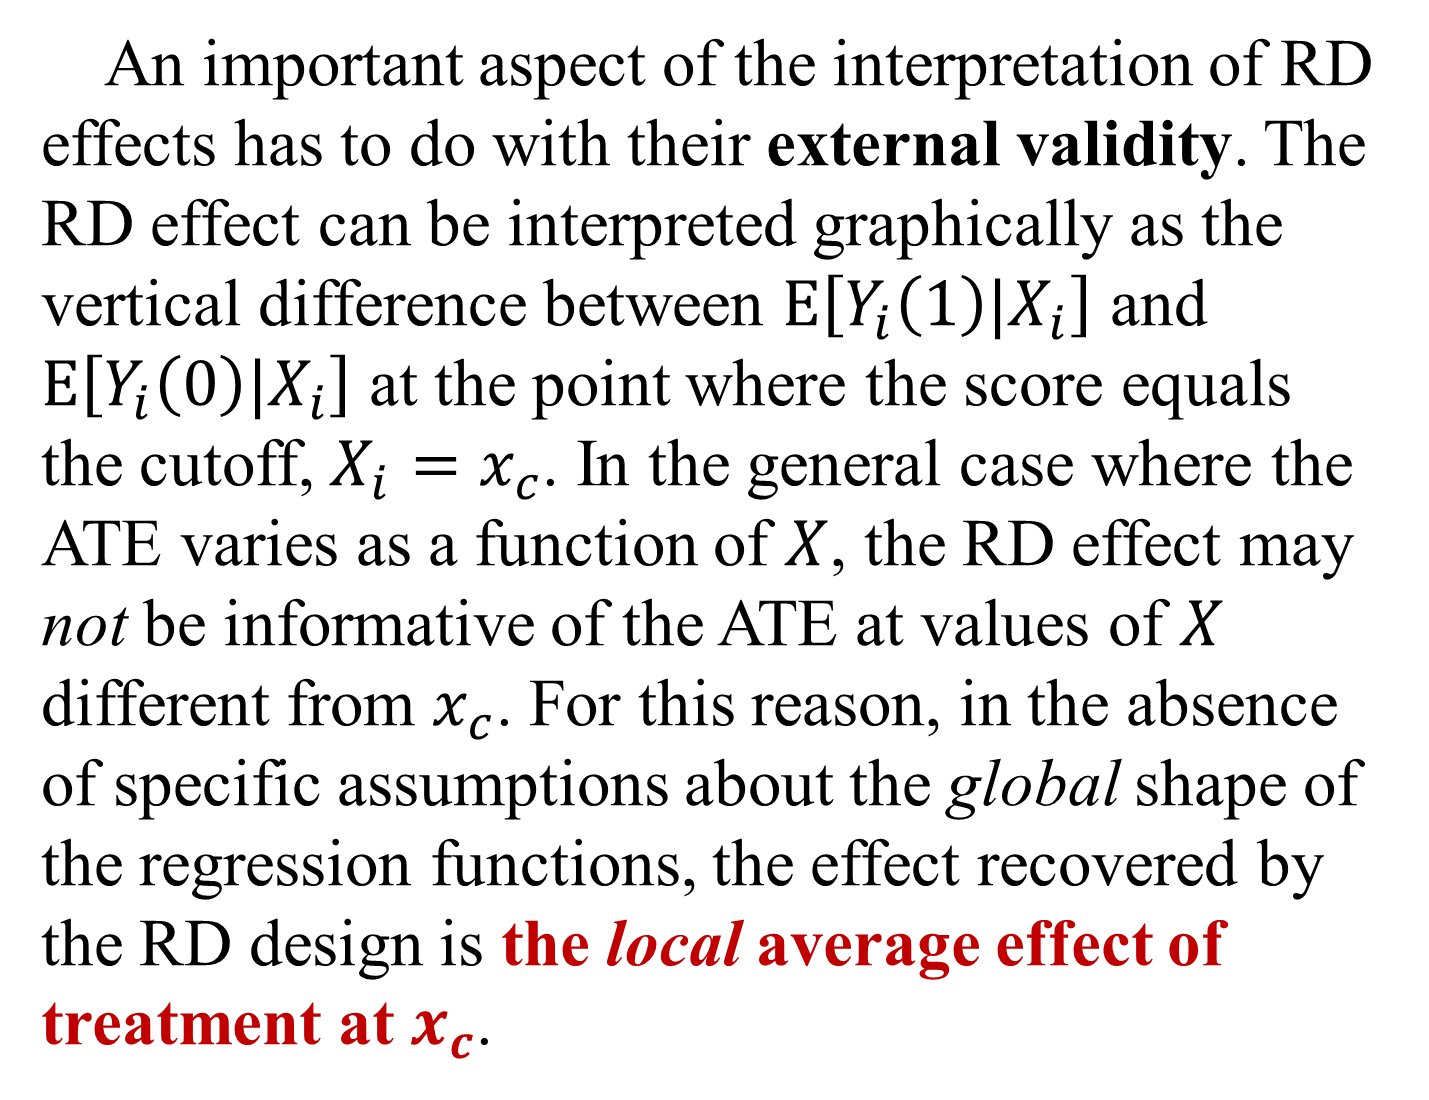 An important aspect of the interpretation of RD
effects has to do with their external validity. The
RD effect can be interpreted graphically as the
vertical difference between E[Yᵢ(1)|Xᵢ] and
E[Yᵢ(0)|Xᵢ] at the point where the score equals
the cutoff, Xᵢ = x_c. In the general case where the
ATE varies as a function of X, the RD effect may
not be informative of the ATE at values of X
different from x_c. For this reason, in the absence
of specific assumptions about the global shape of
the regression functions, the effect recovered by
the RD design is the local average effect of
treatment at x_c.